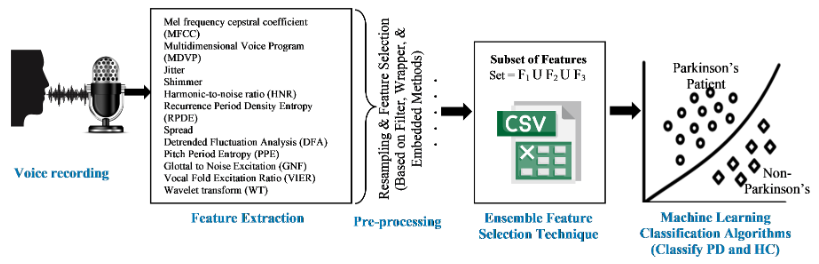 Voice recording
Mel frequency cepstral coefficient
(MFCC)
Multidimensional Voice Program
(MDVP)
Jitter
Shimmer
Harmonic-to-noise ratio (HNR)
Recurrence Period Density Entropy
(RPDE)
Spread
Detrended Fluctuation Analysis (DFA)
Pitch Period Entropy (PPE)
Glottal to Noise Excitation (GNF)
Vocal Fold Excitation Ratio (VIER)
Wavelet transform (WT)
Feature Extraction
Resampling & Feature Selection
(Based on Filter, Wrapper, &
Embedded Methods)
Pre-processing
Subset of Features
Set = F₁ U F₂ U F₃
CSV
Ensemble Feature
Selection Technique
Parkinson's
Patient
Non-
Parkinson's
Machine Learning
Classification Algorithms
(Classify PD and HC)